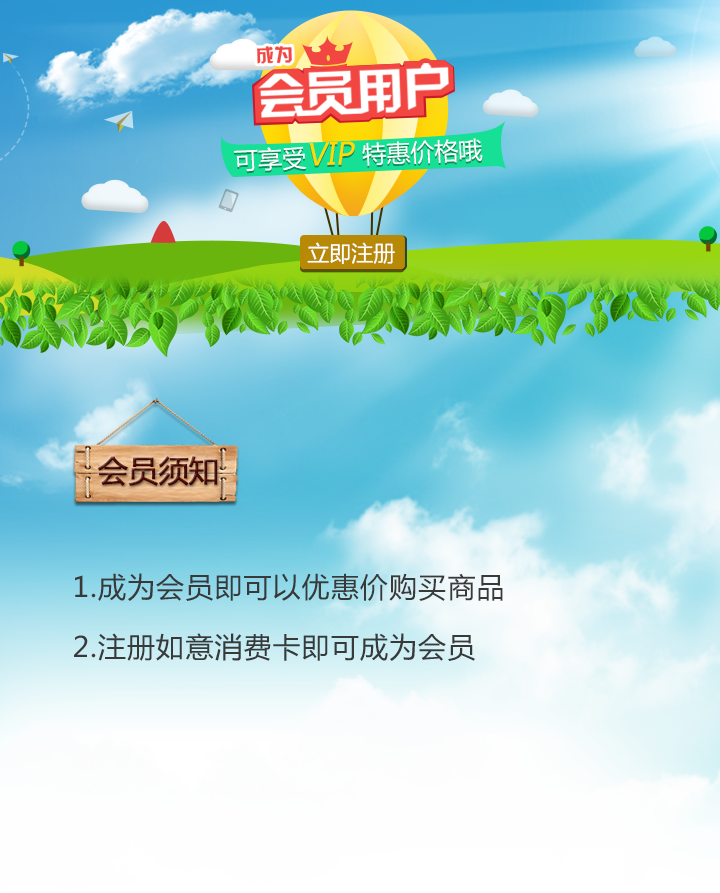 成为
会员用户
可享受VIP 特惠价格哦
立即注册
会员须知
1.成为会员即可以优惠价购买商品
2.注册如意消费卡即可成为会员